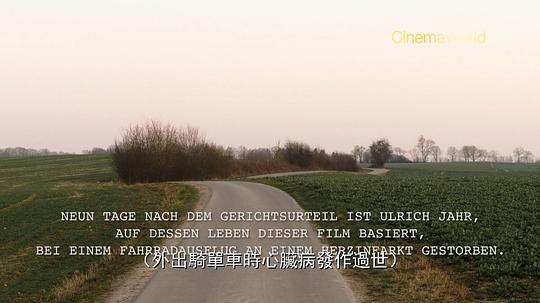 CinemaWorld
NEUN TAGE NACH DEM GERICHTSURTEIL IST ULRICH JAHR,
AUF DESSEN LEBEN DIESER FILM BASIERT,
BEI EINEM FAHRRADAUSFLUG AN EINEM HERZINFARKT GESTORBEN.
（外出騎單車時心臟病發作過世）